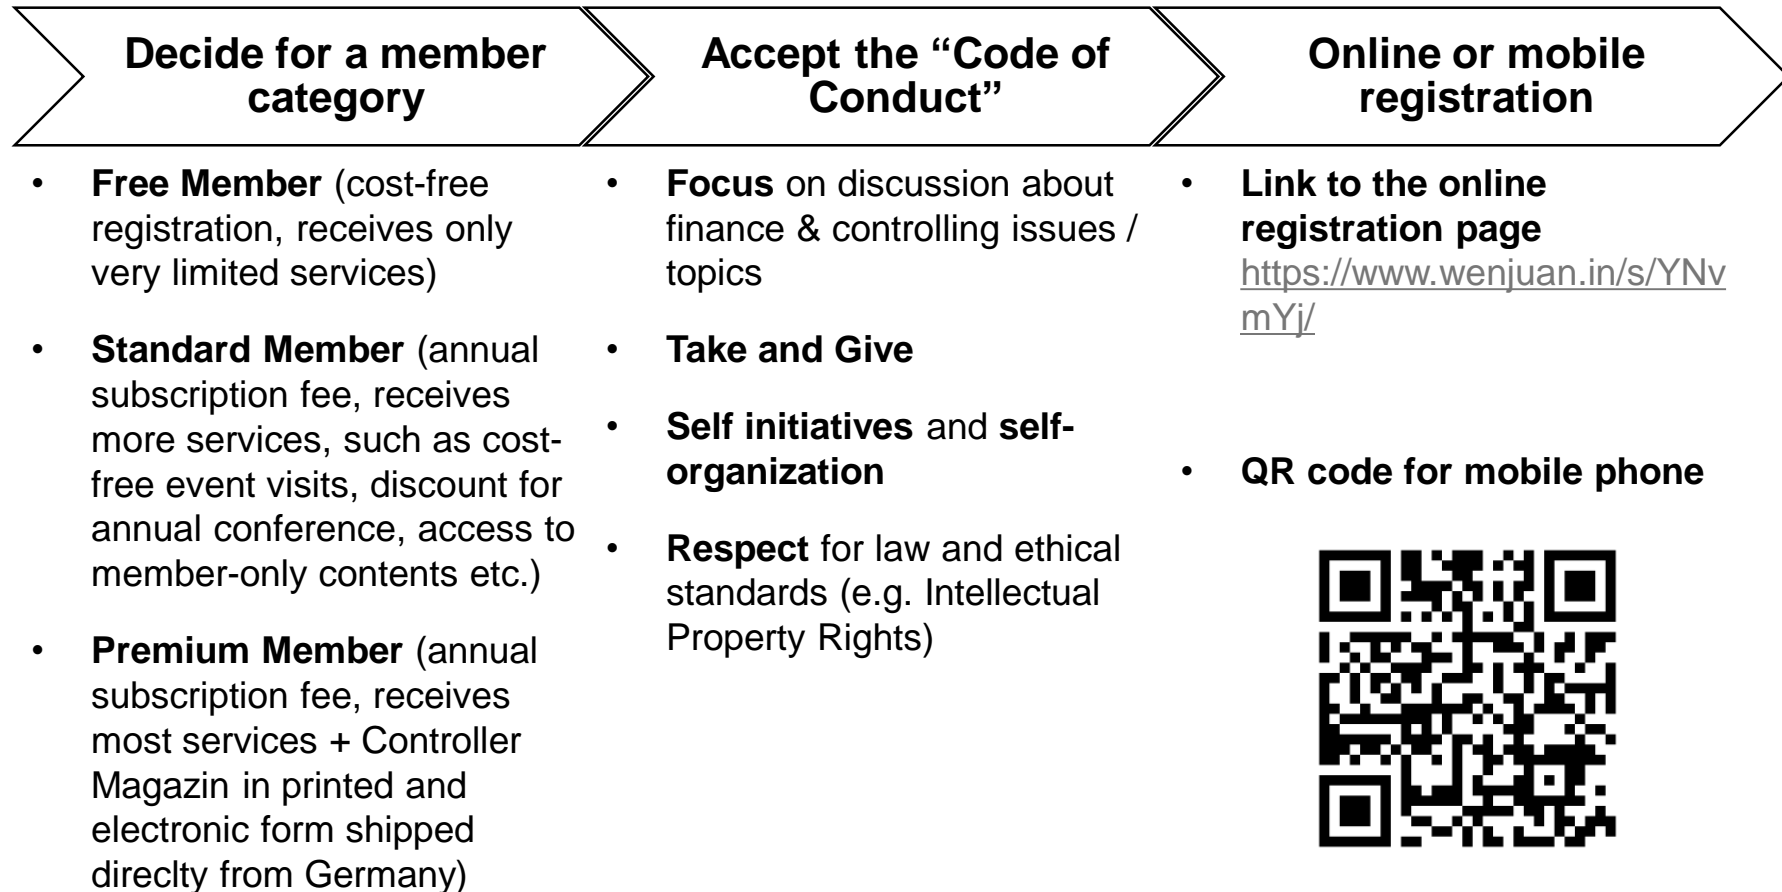 Decide for a member
category
Accept the “Code of
Conduct”
Online or mobile
registration
• Free Member (cost-free
registration, receives only
very limited services)
• Standard Member (annual
subscription fee, receives
more services, such as cost-
free event visits, discount for
annual conference, access to
member-only contents etc.)
• Premium Member (annual
subscription fee, receives
most services + Controller
Magazin in printed and
electronic form shipped
direclty from Germany)
• Focus on discussion about
finance & controlling issues /
topics
• Take and Give
• Self initiatives and self-
organization
• Respect for law and ethical
standards (e.g. Intellectual
Property Rights)
• Link to the online
registration page
https://www.wenjuan.in/s/YNv
mYj/
• QR code for mobile phone